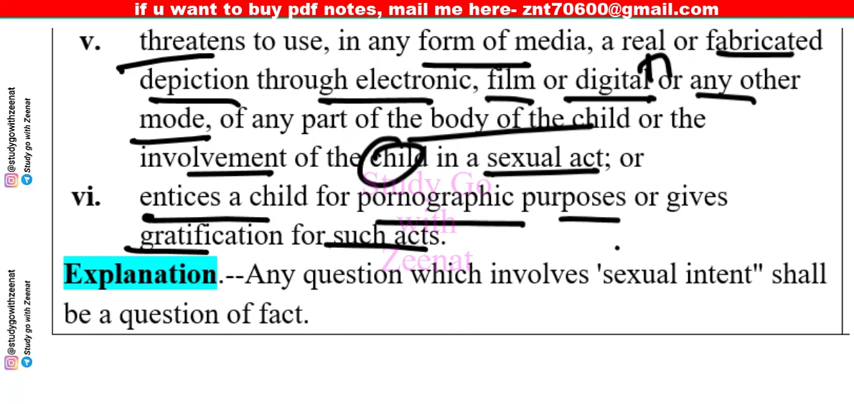 if u want to buy pdf notes, mail me here- znt70600@gmail.com
v. threatens to use, in any form of media, a real or fabricated
depiction through electronic, film or digital or any other
mode, of any part of the body of the child or the
involvement of the child in a sexual act; or
vi. entices a child for pornographic purposes or gives
gratification for such acts.
Explanation.--Any question which involves 'sexual intent" shall
be a question of fact.
Study Go
with
Zeenat
@studygowithzeenat
Study go with Zeenat
@studygowithzeenat
Study go with Zeenat